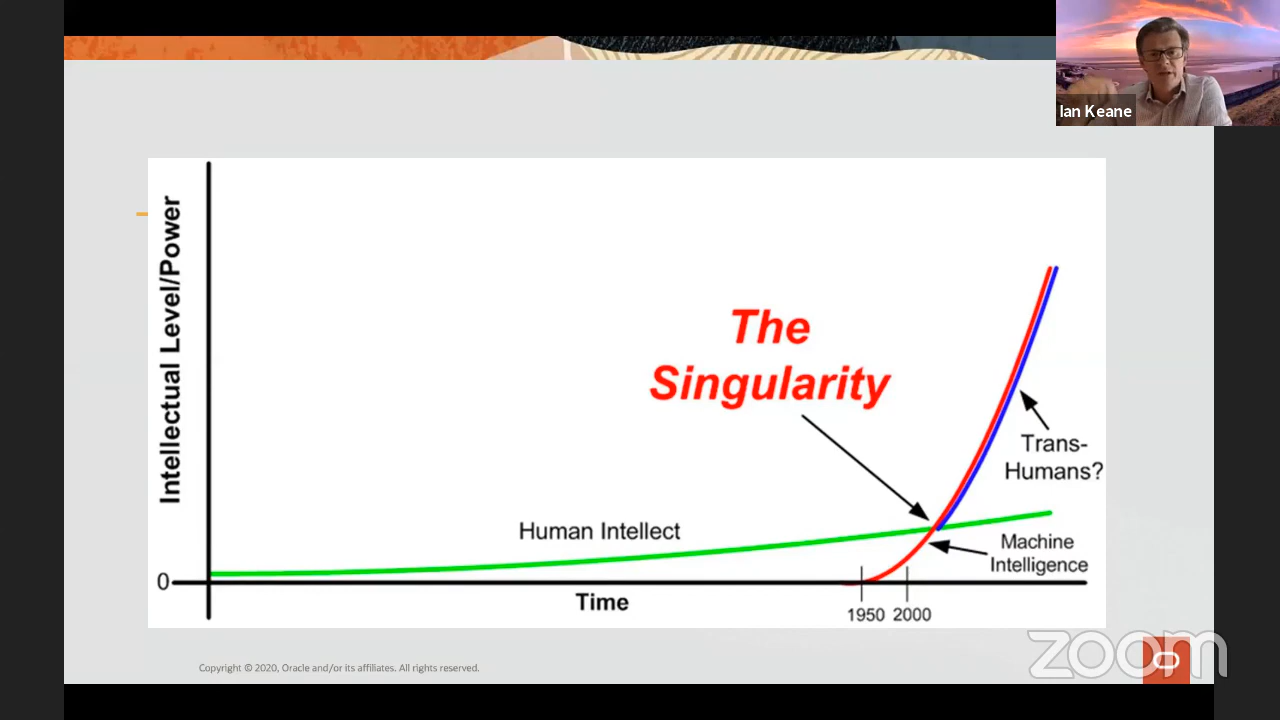 Ian Keane
Intellectual Level/Power
The
Singularity
Trans-
Humans?
Human Intellect
Machine
Intelligence
0
Time
1950 2000
Copyright © 2020, Oracle and/or its affiliates. All rights reserved.
zoom